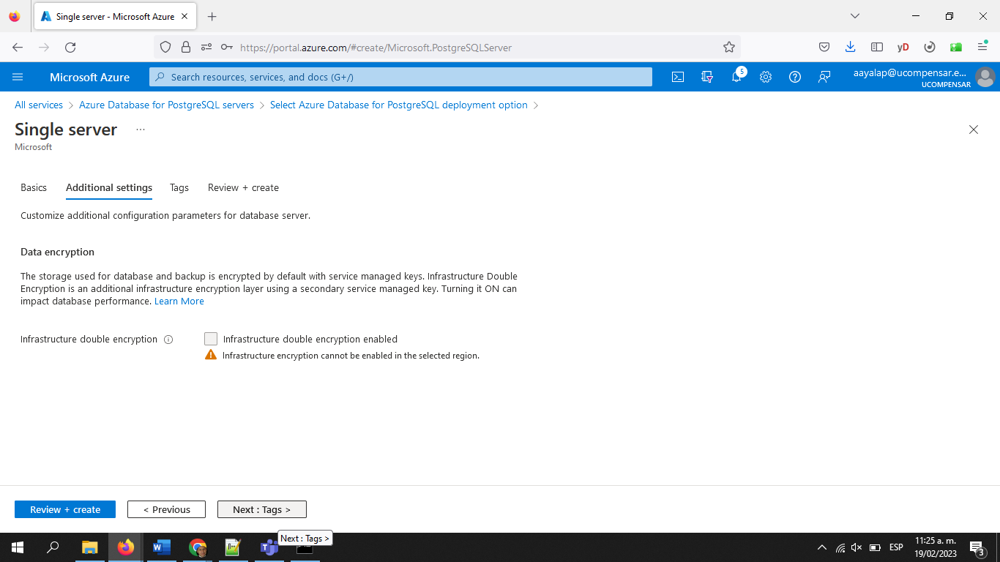 Single server - Microsoft Azure
https://portal.azure.com/#create/Microsoft.PostgreSQLServer
yD
Microsoft Azure
Search resources, services, and docs (G+/)
5
aayalap@ucompensar.e...
UCOMPENSAR
All services > Azure Database for PostgreSQL servers > Select Azure Database for PostgreSQL deployment option >
Single server ...
Microsoft
Basics Additional settings Tags Review + create
Customize additional configuration parameters for database server.
Data encryption
The storage used for database and backup is encrypted by default with service managed keys. Infrastructure Double
Encryption is an additional infrastructure encryption layer using a secondary service managed key. Turning it ON can
impact database performance. Learn More
Infrastructure double encryption
Infrastructure double encryption enabled
Infrastructure encryption cannot be enabled in the selected region.
Review + create
< Previous
Next : Tags >
Next : Tags >
ESP
11:25 a. m.
19/02/2023
3